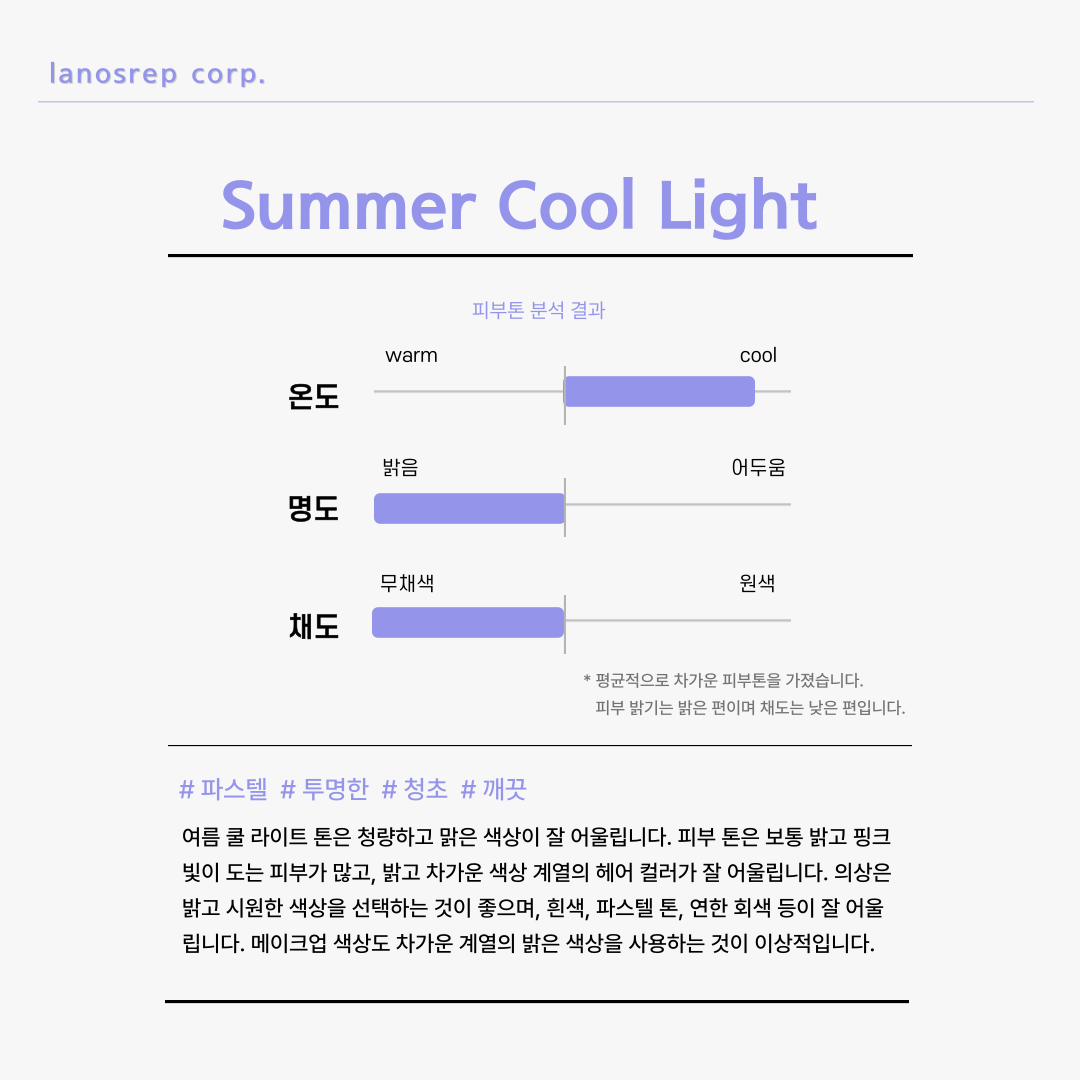 lanosrep corp.
Summer Cool Light
피부톤 분석 결과
warm cool
온도
밝음 어두움
명도
무채색 원색
채도
* 평균적으로 차가운 피부톤을 가졌습니다.
피부 밝기는 밝은 편이며 채도는 낮은 편입니다.
# 파스텔 # 투명한 # 청초 # 깨끗
여름 쿨 라이트 톤은 청량하고 맑은 색상이 잘 어울립니다. 피부 톤은 보통 밝고 핑크
빛이 도는 피부가 많고, 밝고 차가운 색상 계열의 헤어 컬러가 잘 어울립니다. 의상은
밝고 시원한 색상을 선택하는 것이 좋으며, 흰색, 파스텔 톤, 연한 회색 등이 잘 어울
립니다. 메이크업 색상도 차가운 계열의 밝은 색상을 사용하는 것이 이상적입니다.